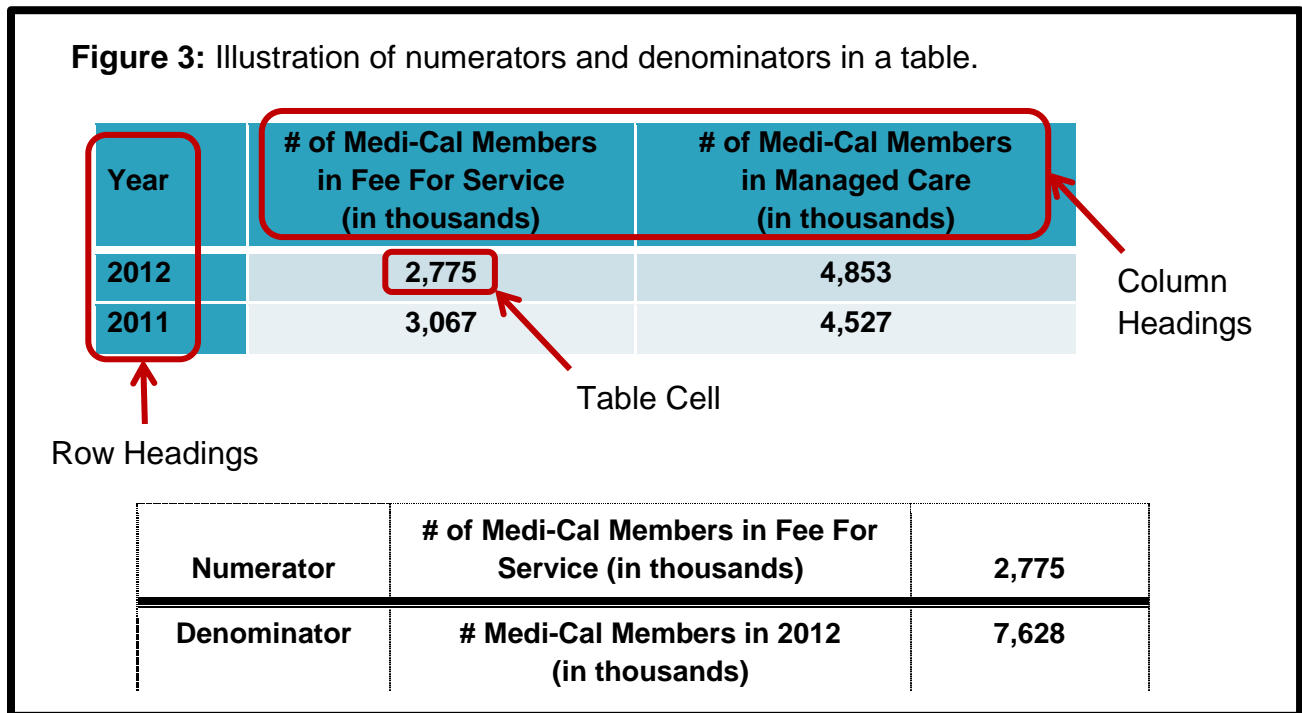 Figure 3: Illustration of numerators and denominators in a table.
Year
# of Medi-Cal Members
in Fee For Service
(in thousands)
# of Medi-Cal Members
in Managed Care
(in thousands)
2012 2,775 4,853
2011 3,067 4,527
Column
Headings
Table Cell
Row Headings
Numerator
# of Medi-Cal Members in Fee For
Service (in thousands)
2,775
Denominator
# Medi-Cal Members in 2012
(in thousands)
7,628